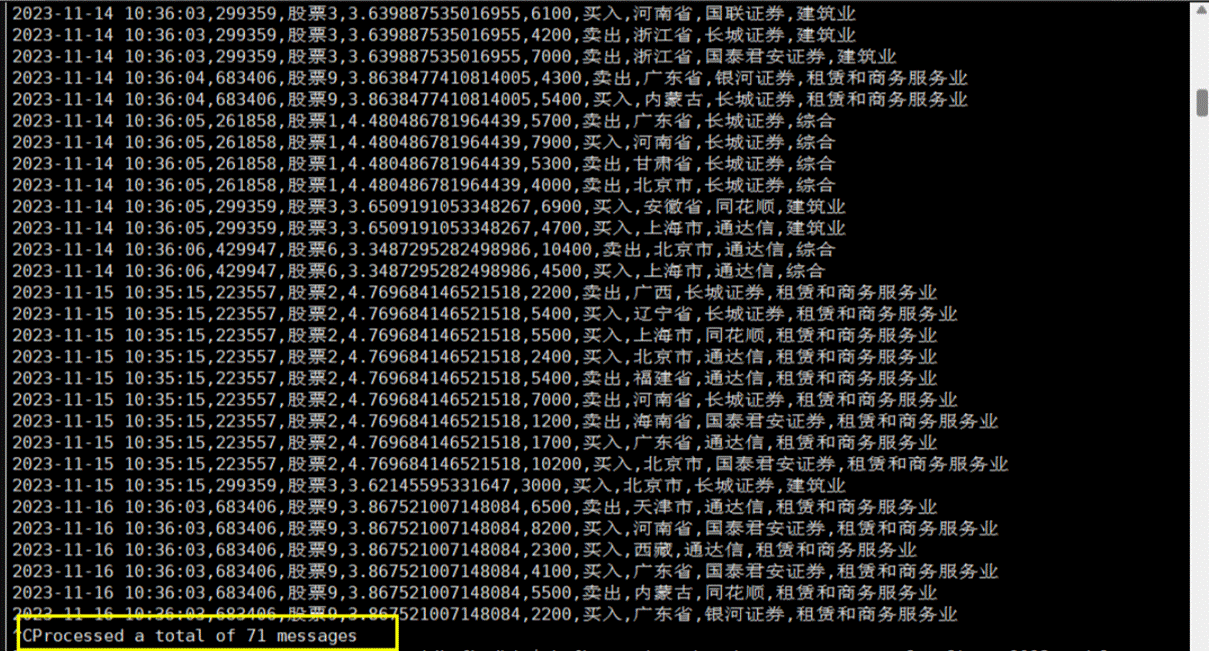 2023-11-14 10:36:03,299359,股票3,3.639887535016955,6100,买入,河南省,国联证券,建筑业
2023-11-14 10:36:03,299359,股票3,3.639887535016955,4200,卖出,浙江省,长城证券,建筑业
2023-11-14 10:36:03,299359,股票3,3.639887535016955,7000,卖出,浙江省,国泰君安证券,建筑业
2023-11-14 10:36:04,683406,股票9,3.8638477410814005,4300,卖出,广东省,银河证券,租赁和商务服务业
2023-11-14 10:36:04,683406,股票9,3.8638477410814005,5400,买入,内蒙古,长城证券,租赁和商务服务业
2023-11-14 10:36:05,261858,股票1,4.480486781964439,5700,卖出,广东省,长城证券,综合
2023-11-14 10:36:05,261858,股票1,4.480486781964439,7900,买入,河南省,长城证券,综合
2023-11-14 10:36:05,261858,股票1,4.480486781964439,5300,卖出,甘肃省,长城证券,综合
2023-11-14 10:36:05,261858,股票1,4.480486781964439,4000,卖出,北京市,长城证券,综合
2023-11-14 10:36:05,299359,股票3,3.6509191053348267,6900,买入,安徽省,同花顺,建筑业
2023-11-14 10:36:05,299359,股票3,3.6509191053348267,4700,买入,上海市,通达信,建筑业
2023-11-14 10:36:06,429947,股票6,3.3487295282498986,10400,卖出,北京市,通达信,综合
2023-11-14 10:36:06,429947,股票6,3.3487295282498986,4500,买入,上海市,通达信,综合
2023-11-15 10:35:15,223557,股票2,4.769684146521518,2200,卖出,广西,长城证券,租赁和商务服务业
2023-11-15 10:35:15,223557,股票2,4.769684146521518,5400,买入,辽宁省,长城证券,租赁和商务服务业
2023-11-15 10:35:15,223557,股票2,4.769684146521518,5500,买入,上海市,同花顺,租赁和商务服务业
2023-11-15 10:35:15,223557,股票2,4.769684146521518,2400,买入,北京市,通达信,租赁和商务服务业
2023-11-15 10:35:15,223557,股票2,4.769684146521518,5400,卖出,福建省,通达信,租赁和商务服务业
2023-11-15 10:35:15,223557,股票2,4.769684146521518,7000,卖出,河南省,长城证券,租赁和商务服务业
2023-11-15 10:35:15,223557,股票2,4.769684146521518,1200,卖出,海南省,国泰君安证券,租赁和商务服务业
2023-11-15 10:35:15,223557,股票2,4.769684146521518,1700,买入,广东省,通达信,租赁和商务服务业
2023-11-15 10:35:15,223557,股票2,4.769684146521518,10200,买入,北京市,国泰君安证券,租赁和商务服务业
2023-11-15 10:35:15,299359,股票3,3.62145595331647,3000,买入,北京市,长城证券,建筑业
2023-11-16 10:36:03,683406,股票9,3.867521007148084,6500,卖出,天津市,通达信,租赁和商务服务业
2023-11-16 10:36:03,683406,股票9,3.867521007148084,8200,买入,河南省,国泰君安证券,租赁和商务服务业
2023-11-16 10:36:03,683406,股票9,3.867521007148084,2300,买入,西藏,通达信,租赁和商务服务业
2023-11-16 10:36:03,683406,股票9,3.867521007148084,4100,买入,广东省,国泰君安证券,租赁和商务服务业
2023-11-16 10:36:03,683406,股票9,3.867521007148084,5500,卖出,内蒙古,同花顺,租赁和商务服务业
2023-11-16 10:36:03,683406,股票9,3.867521007148084,2200,买入,广东省,银河证券,租赁和商务服务业
^CProcessed a total of 71 messages